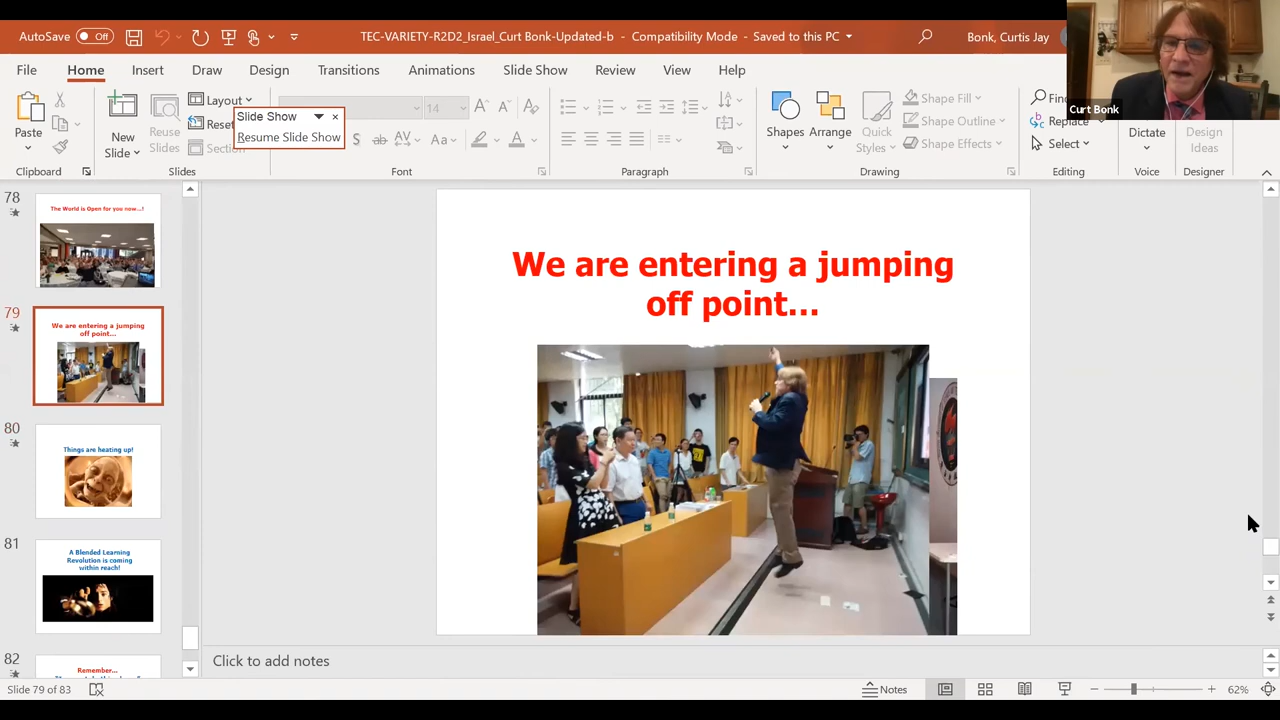 AutoSave Off
TEC-VARIETY-R2D2_Israel_Curt Bonk-Updated-b - Compatibility Mode - Saved to this PC
Bonk, Curtis Jay
Curt Bonk
File Home Insert Draw Design Transitions Animations Slide Show Review View Help
Paste
Clipboard
New Slide
Reuse Slides
Layout
Reset
Section
Slides
Slide Show
Resume Slide Show
14
Font
Paragraph
Shapes
Arrange
Quick Styles
Shape Fill
Shape Outline
Shape Effects
Drawing
Replace
Select
Editing
Dictate
Voice
Design Ideas
Designer
78
The World is Open for you now...!
79
We are entering a jumping
off point...
80
Things are heating up!
81
A Blended Learning
Revolution is coming
within reach!
82
Remember...
We are entering a jumping
off point...
Click to add notes
Slide 79 of 83
Notes
62%